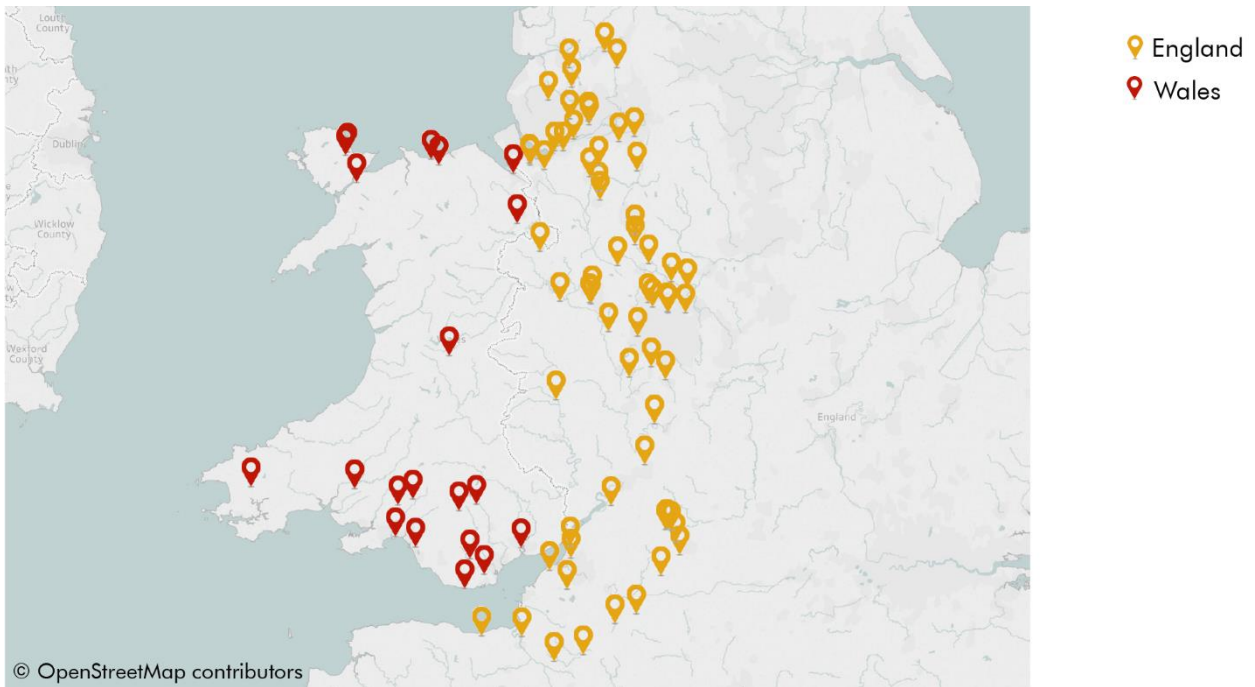 Louth
County
Dublin
Wicklow
County
Wexford
County
England
© OpenStreetMap contributors
England
Wales